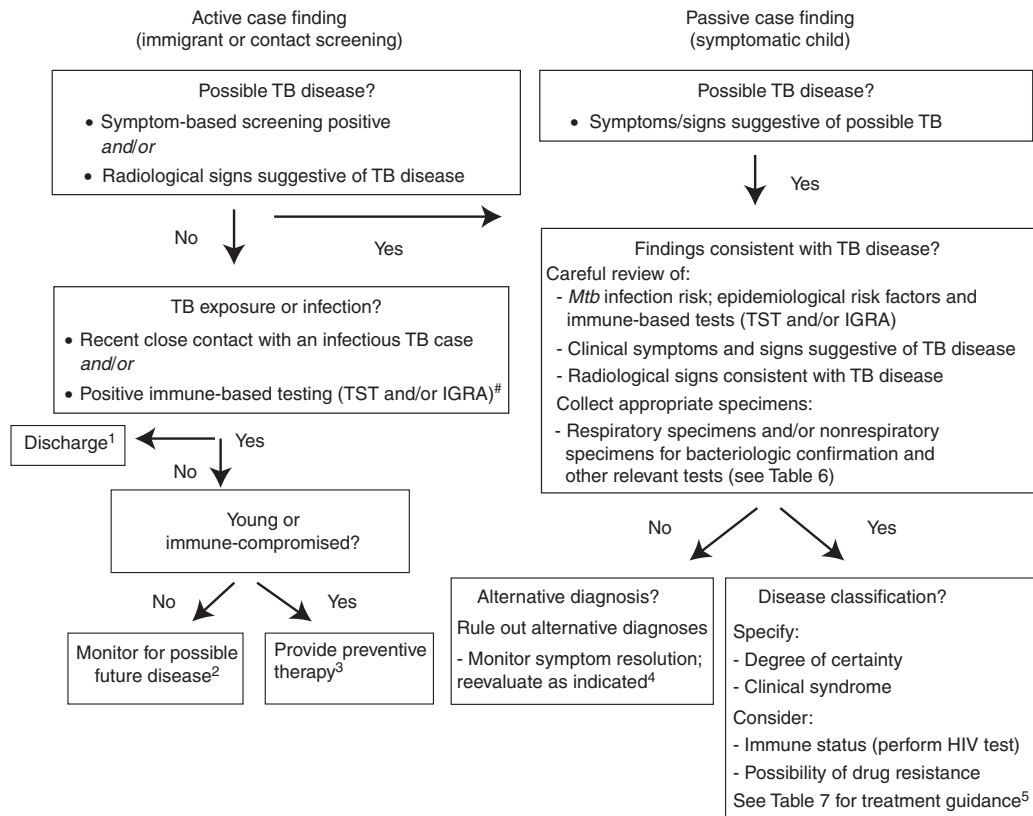 Active case finding
(immigrant or contact screening)
Possible TB disease?
• Symptom-based screening positive
and/or
• Radiological signs suggestive of TB disease
No
Yes
TB exposure or infection?
• Recent close contact with an infectious TB case
and/or
• Positive immune-based testing (TST and/or IGRA)#
Discharge1
Yes
No
Young or
immune-compromised?
No
Yes
Monitor for possible
future disease2
Provide preventive
therapy3
Passive case finding
(symptomatic child)
Possible TB disease?
• Symptoms/signs suggestive of possible TB
Yes
Findings consistent with TB disease?
Careful review of:
- Mtb infection risk; epidemiological risk factors and
immune-based tests (TST and/or IGRA)
- Clinical symptoms and signs suggestive of TB disease
- Radiological signs consistent with TB disease
Collect appropriate specimens:
- Respiratory specimens and/or nonrespiratory
specimens for bacteriologic confirmation and
other relevant tests (see Table 6)
No
Yes
Alternative diagnosis?
Rule out alternative diagnoses
- Monitor symptom resolution;
reevaluate as indicated4
Disease classification?
Specify:
- Degree of certainty
- Clinical syndrome
Consider:
- Immune status (perform HIV test)
- Possibility of drug resistance
See Table 7 for treatment guidance5